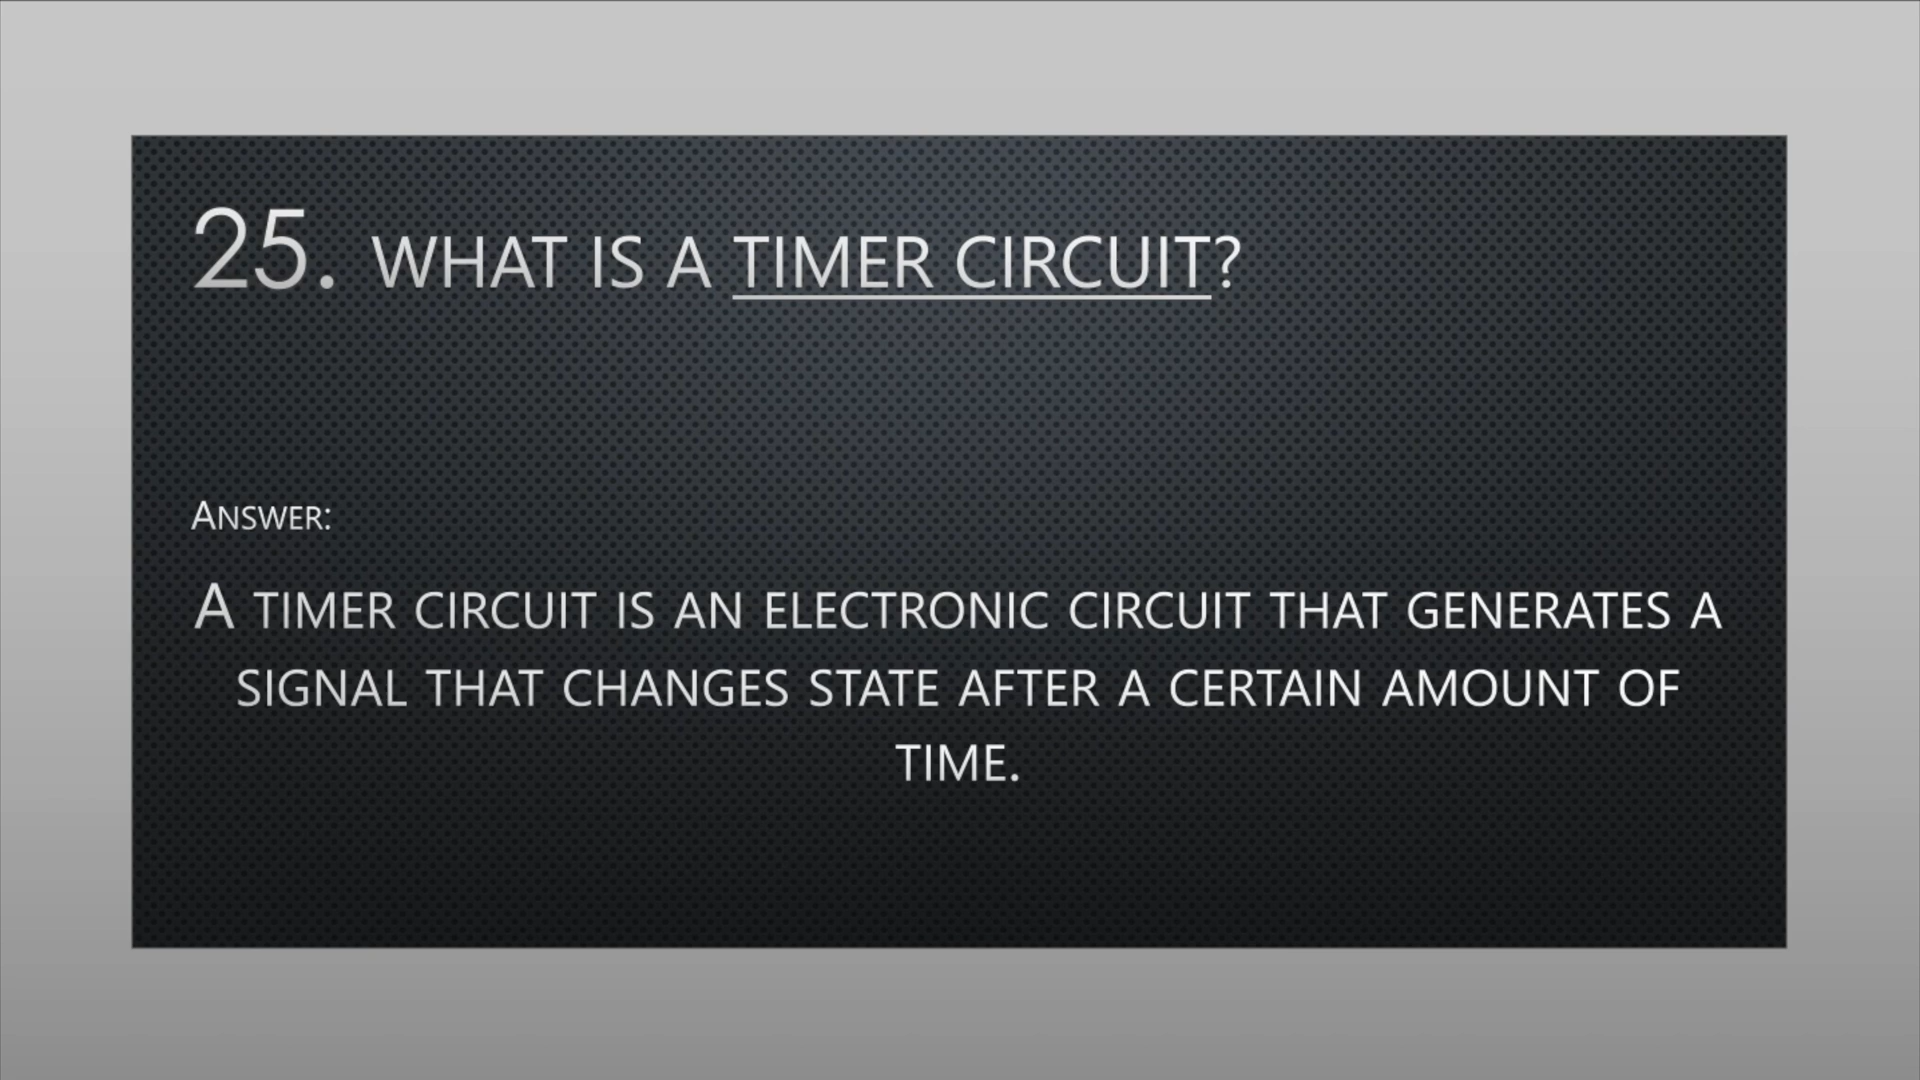 25. WHAT IS A TIMER CIRCUIT?
ANSWER:
A TIMER CIRCUIT IS AN ELECTRONIC CIRCUIT THAT GENERATES A
SIGNAL THAT CHANGES STATE AFTER A CERTAIN AMOUNT OF
TIME.